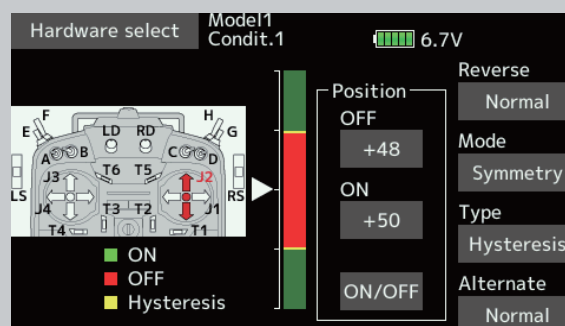 Hardware select
Model1
Condit.1
6.7V
F
H
E
LD
RD
G
A
B
C
D
J3
T6
T5
J2
LS
RS
J4
T3
T2
J1
T4
T1
ON
OFF
Hysteresis
Position
OFF
+48
ON
+50
ON/OFF
Reverse
Normal
Mode
Symmetry
Type
Hysteresis
Alternate
Normal